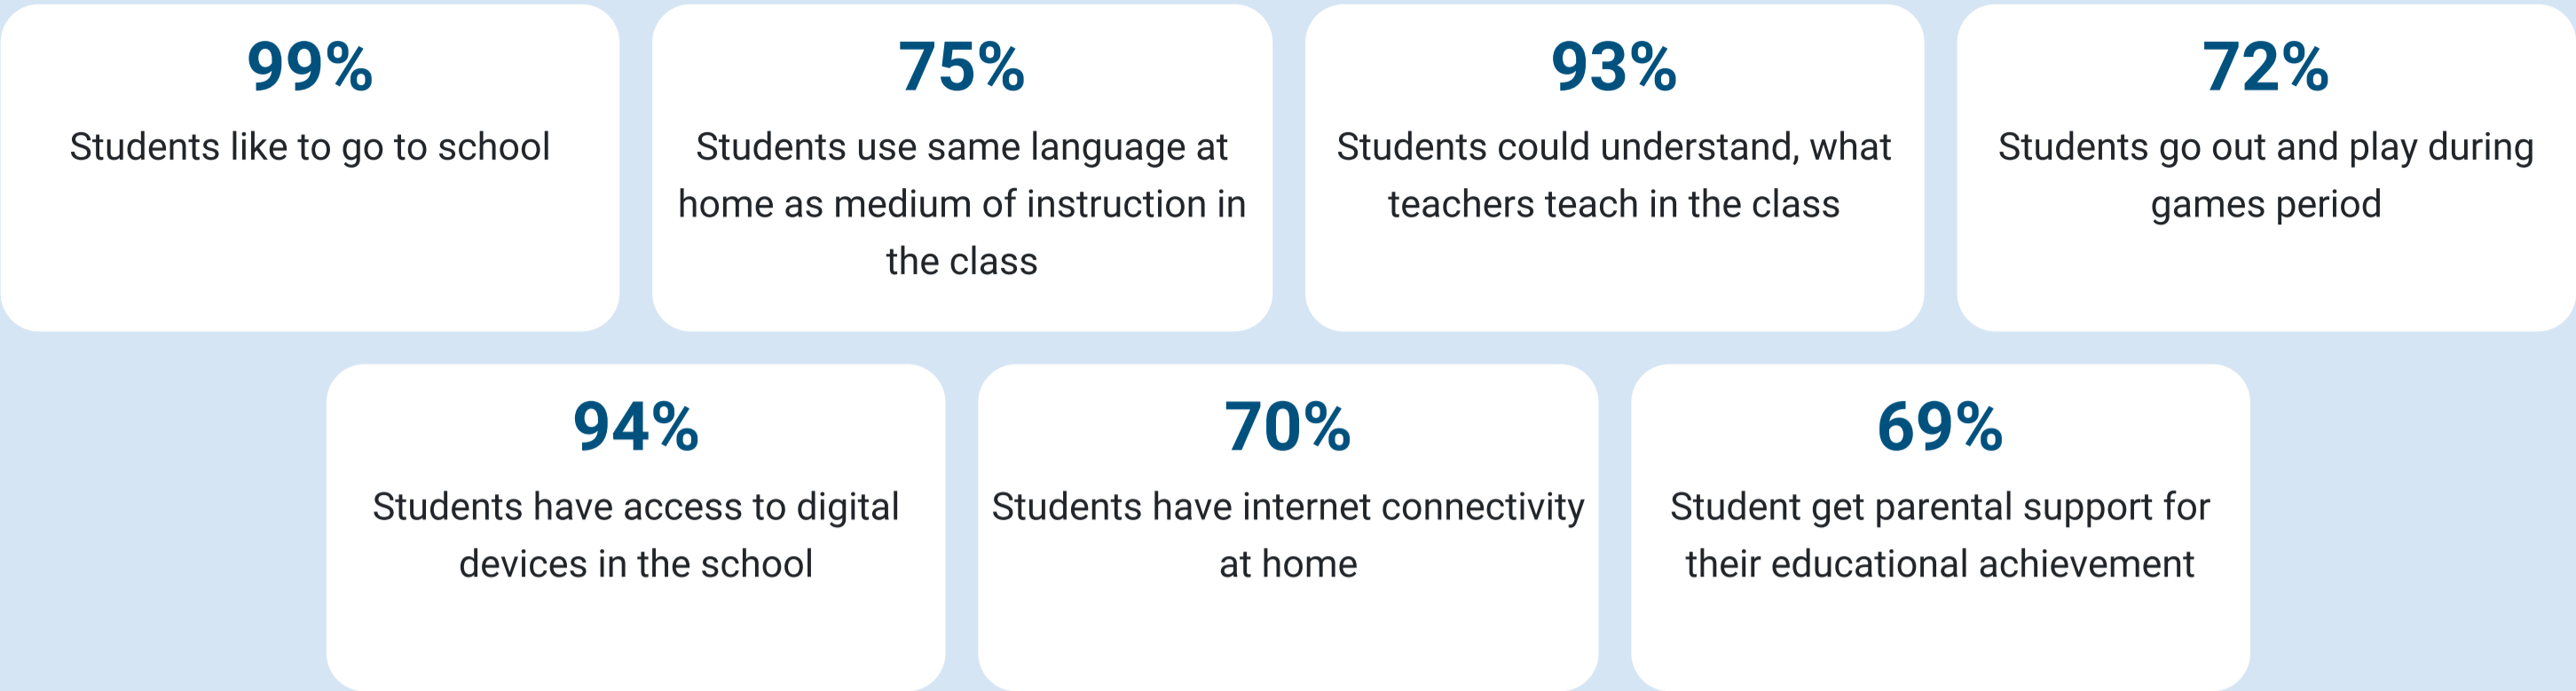 99%
Students like to go to school
75%
Students use same language at
home as medium of instruction in
the class
93%
Students could understand, what
teachers teach in the class
72%
Students go out and play during
games period
94%
Students have access to digital
devices in the school
70%
Students have internet connectivity
at home
69%
Student get parental support for
their educational achievement